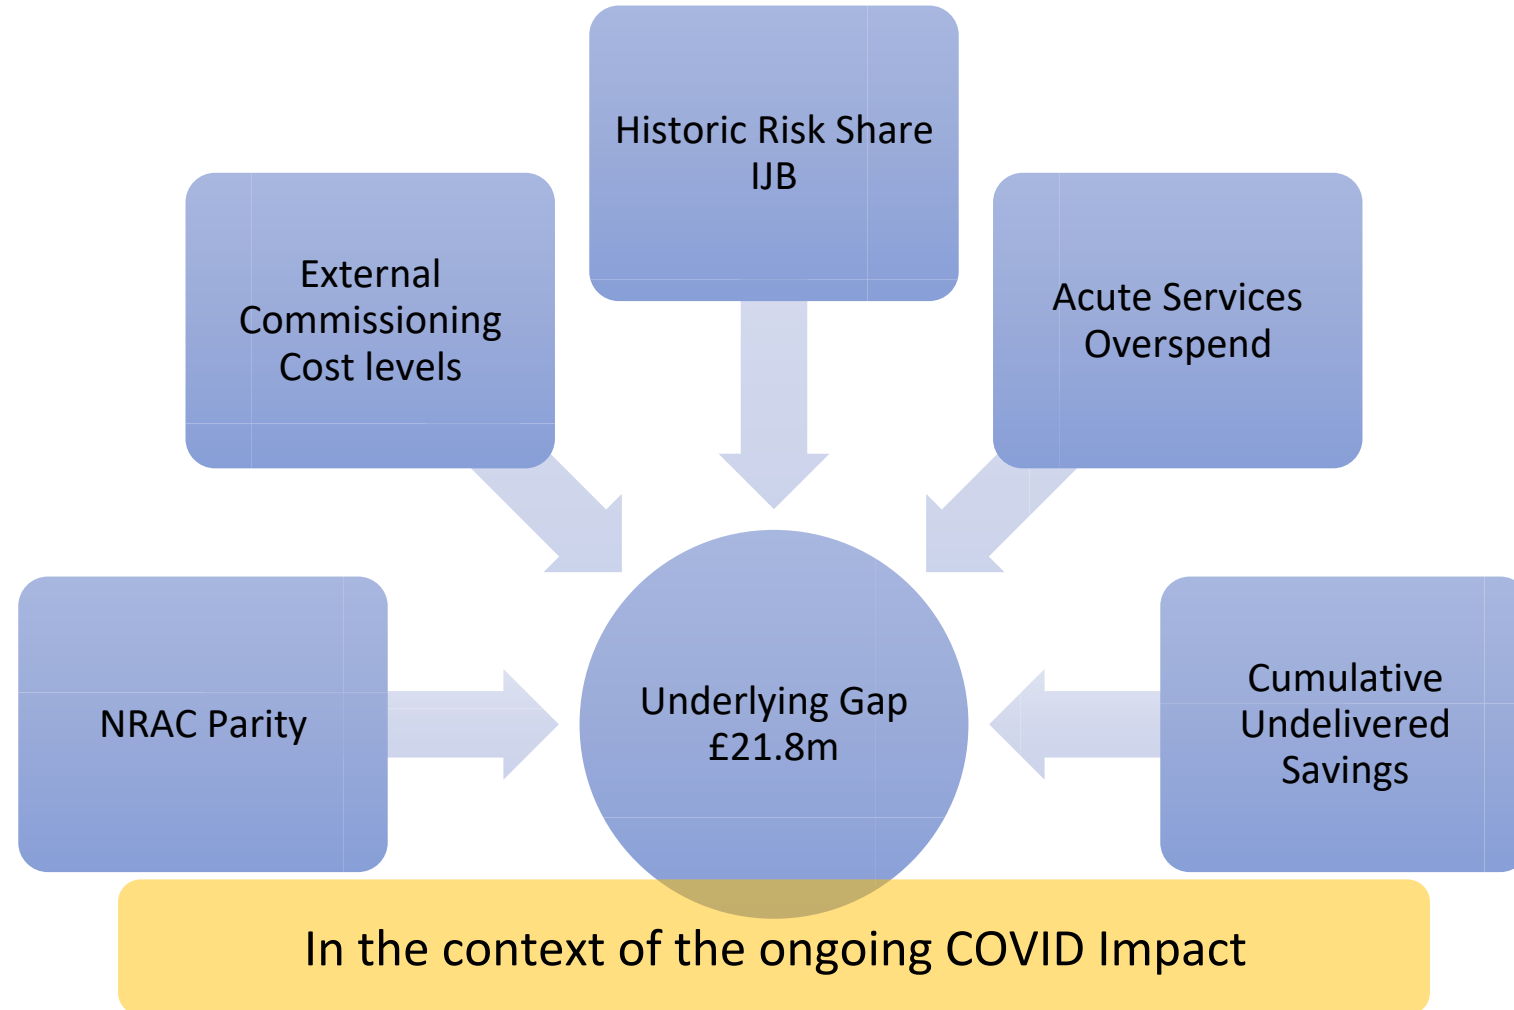 Historic Risk Share
IJB
External
Commissioning
Cost levels
Acute Services
Overspend
NRAC Parity
Underlying Gap
£21.8m
Cumulative
Undelivered
Savings
In the context of the ongoing COVID Impact